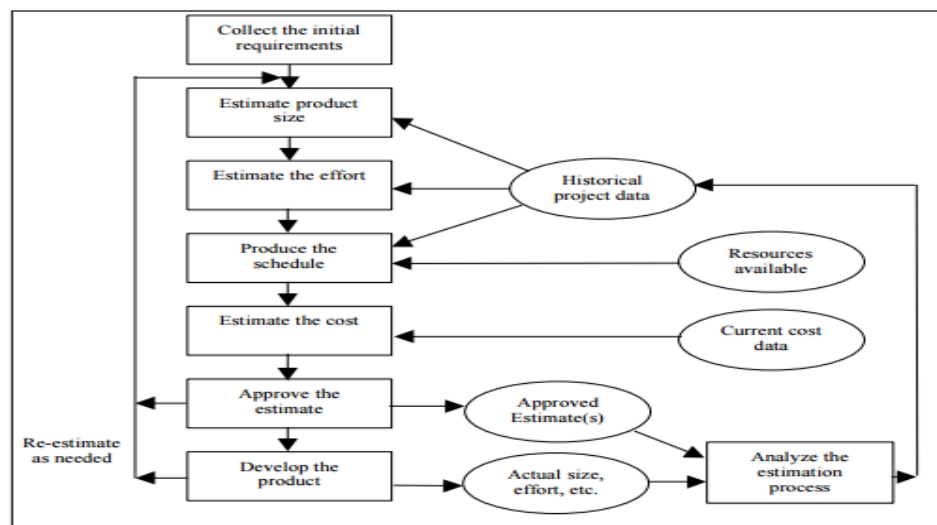 Collect the initial
requirements
Estimate product
size
Estimate the effort
Historical
project data
Produce the
schedule
Resources
available
Estimate the cost
Current cost
data
Approve the
estimate
Approved
Estimate(s)
Re-estimate
as needed
Develop the
product
Actual size,
effort, etc.
Analyze the
estimation
process